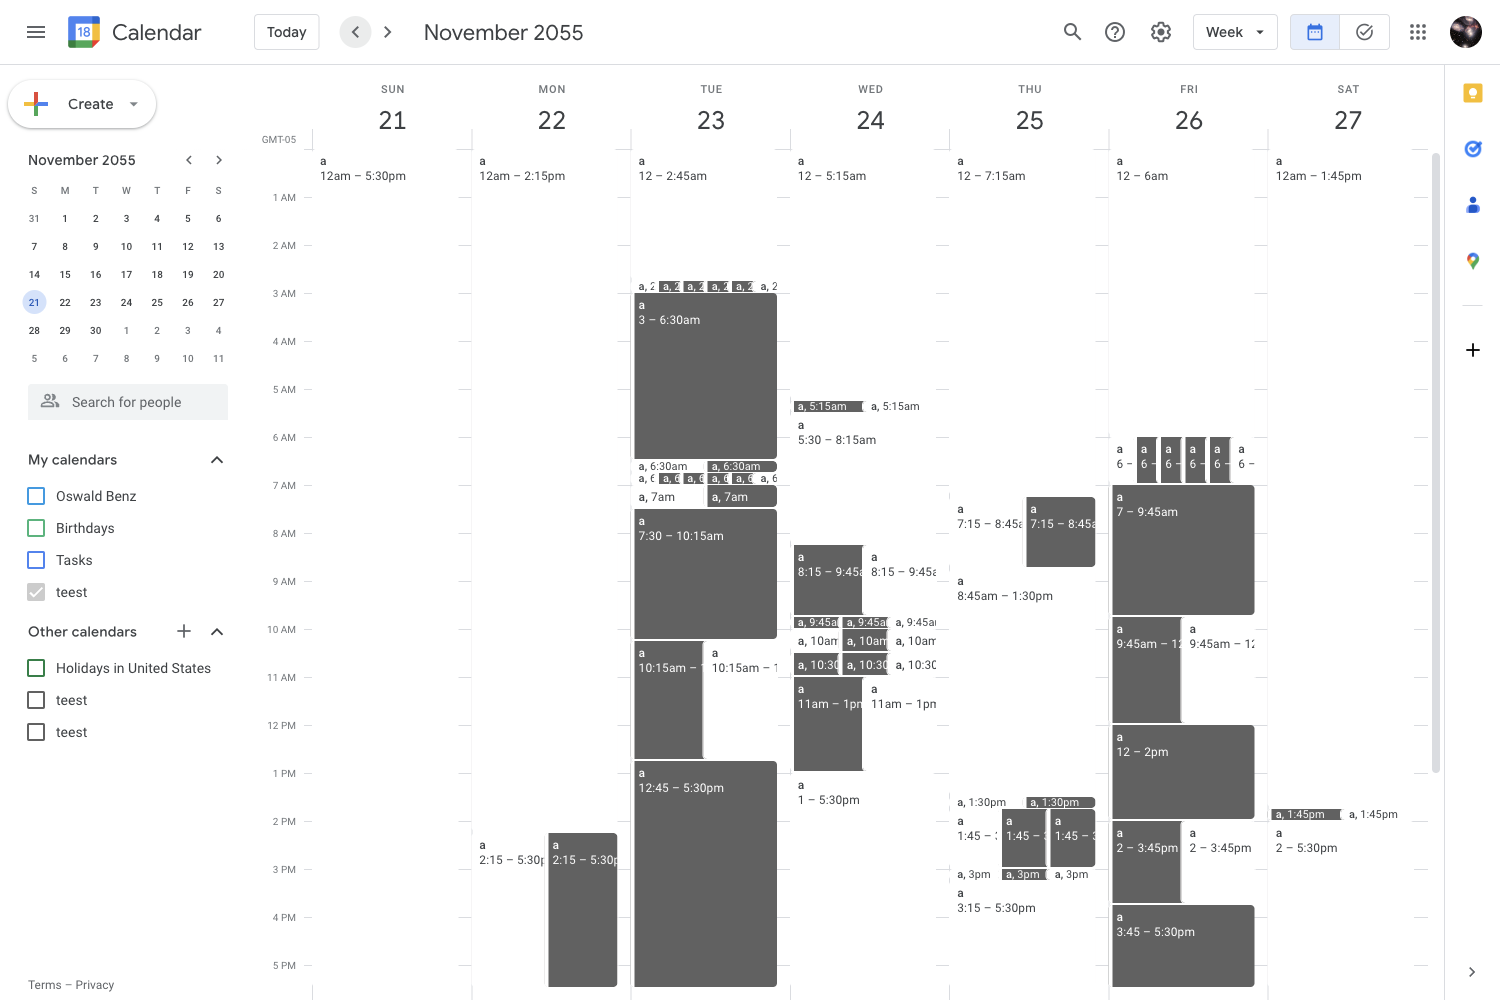 18 Calendar Today November 2055 Week
Create
November 2055
S M T W T F S
31 1 2 3 4 5 6
7 8 9 10 11 12 13
14 15 16 17 18 19 20
21 22 23 24 25 26 27
28 29 30 1 2 3 4
5 6 7 8 9 10 11
Search for people
My calendars
Oswald Benz
Birthdays
Tasks
teest
Other calendars
Holidays in United States
teest
teest
Terms – Privacy
GMT-05
SUN MON TUE WED THU FRI SAT
21 22 23 24 25 26 27
1 AM
2 AM
3 AM
4 AM
5 AM
6 AM
7 AM
8 AM
9 AM
10 AM
11 AM
12 PM
1 PM
2 PM
3 PM
4 PM
5 PM
a
12am – 5:30pm
a
12am – 2:15pm
a
2:15 – 5:30p
a
2:15 – 5:30p
a
12 – 2:45am
a, 2 a, 2 a, 2 a, 2 a, 2 a, 2
a
3 – 6:30am
a, 6:30am a, 6:30am
a, 6 a, 6 a, 6 a, 6 a, 6 a, 6
a, 7am a, 7am
a
7:30 – 10:15am
a
10:15am –
a
10:15am – 1
a
12:45 – 5:30pm
a
12 – 5:15am
a, 5:15am a, 5:15am
a
5:30 – 8:15am
a
8:15 – 9:45a
a
8:15 – 9:45a
a, 9:45a a, 9:45a a, 9:45a
a, 10am a, 10am a, 10am
a, 10:30 a, 10:30 a, 10:30
a
11am – 1pm
a
11am – 1pm
a
1 – 5:30pm
a
12 – 7:15am
a
7:15 – 8:45a
a
7:15 – 8:45a
a
8:45am – 1:30pm
a, 1:30pm a, 1:30pm
a
1:45 –
a
1:45 –
a
1:45 – 3
a, 3pm a, 3pm a, 3pm
a
3:15 – 5:30pm
a
12 – 6am
a a a a a a
6 – 6 – 6 – 6 – 6 – 6 –
a
7 – 9:45am
a
9:45am – 12
a
9:45am – 12
a
12 – 2pm
a
2 – 3:45pm
a
2 – 3:45pm
a
3:45 – 5:30pm
a
12am – 1:45pm
a, 1:45pm a, 1:45pm
a
2 – 5:30pm